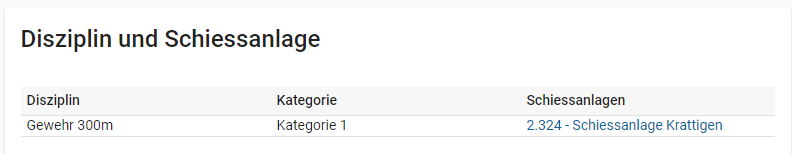 Disziplin und Schiessanlage
Disziplin Kategorie Schiessanlagen
Gewehr 300m Kategorie 1 2.324 - Schiessanlage Krattigen